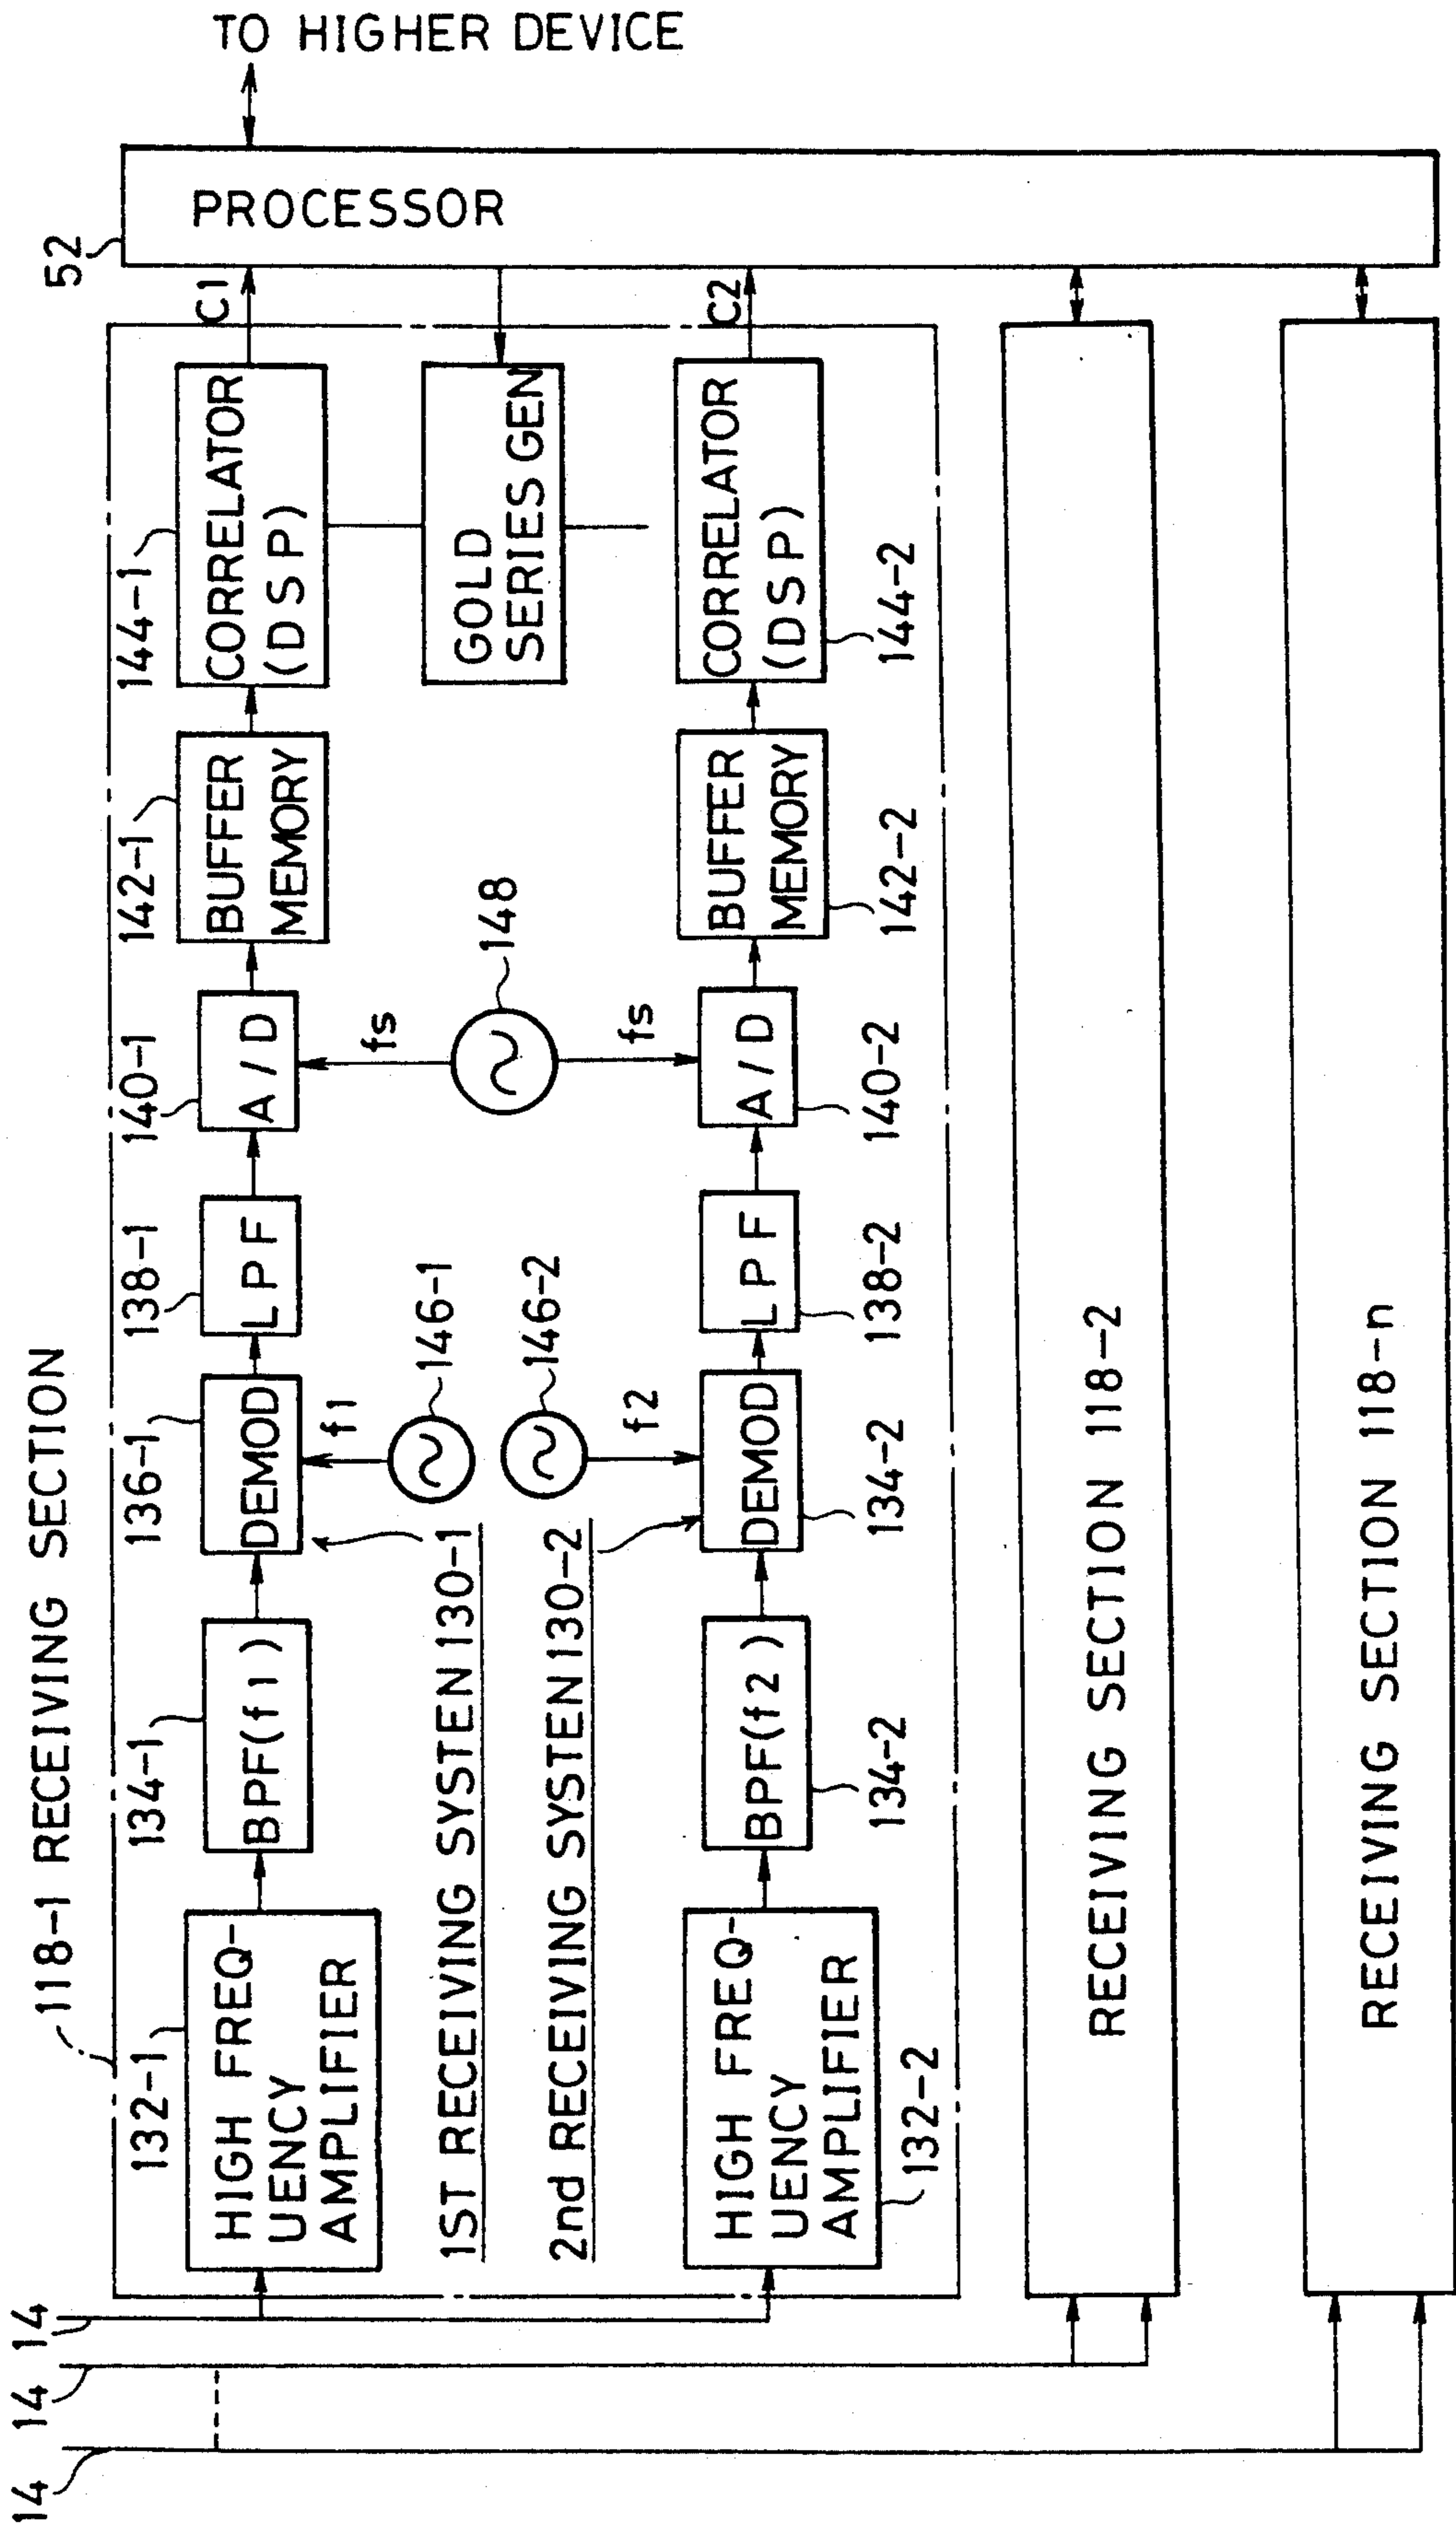 118-1 RECEIVING SECTION
14
14
14
132-1
HIGH FREQ-
UENCY
AMPLIFIER
134-1
BPF(f1)
136-1
DEMOD
138-1
LPF
140-1
A/D
142-1
BUFFER
MEMORY
144-1
CORRELATOR
(DSP)
C1
52
PROCESSOR
TO HIGHER DEVICE
f1
146-1
1ST RECEIVING SYSTEN 130-1
fs
148
fs
GOLD
SERIES GEN
2nd RECEIVING SYSTEN 130-2
146-2
f2
HIGH FREQ-
UENCY
AMPLIFIER
132-2
BPF(f2)
134-2
DEMOD
134-2
LPF
138-2
A/D
140-2
BUFFER
MEMORY
142-2
CORRELATOR
(DSP)
144-2
C2
RECEIVING SECTION 118-2
RECEIVING SECTION 118-n